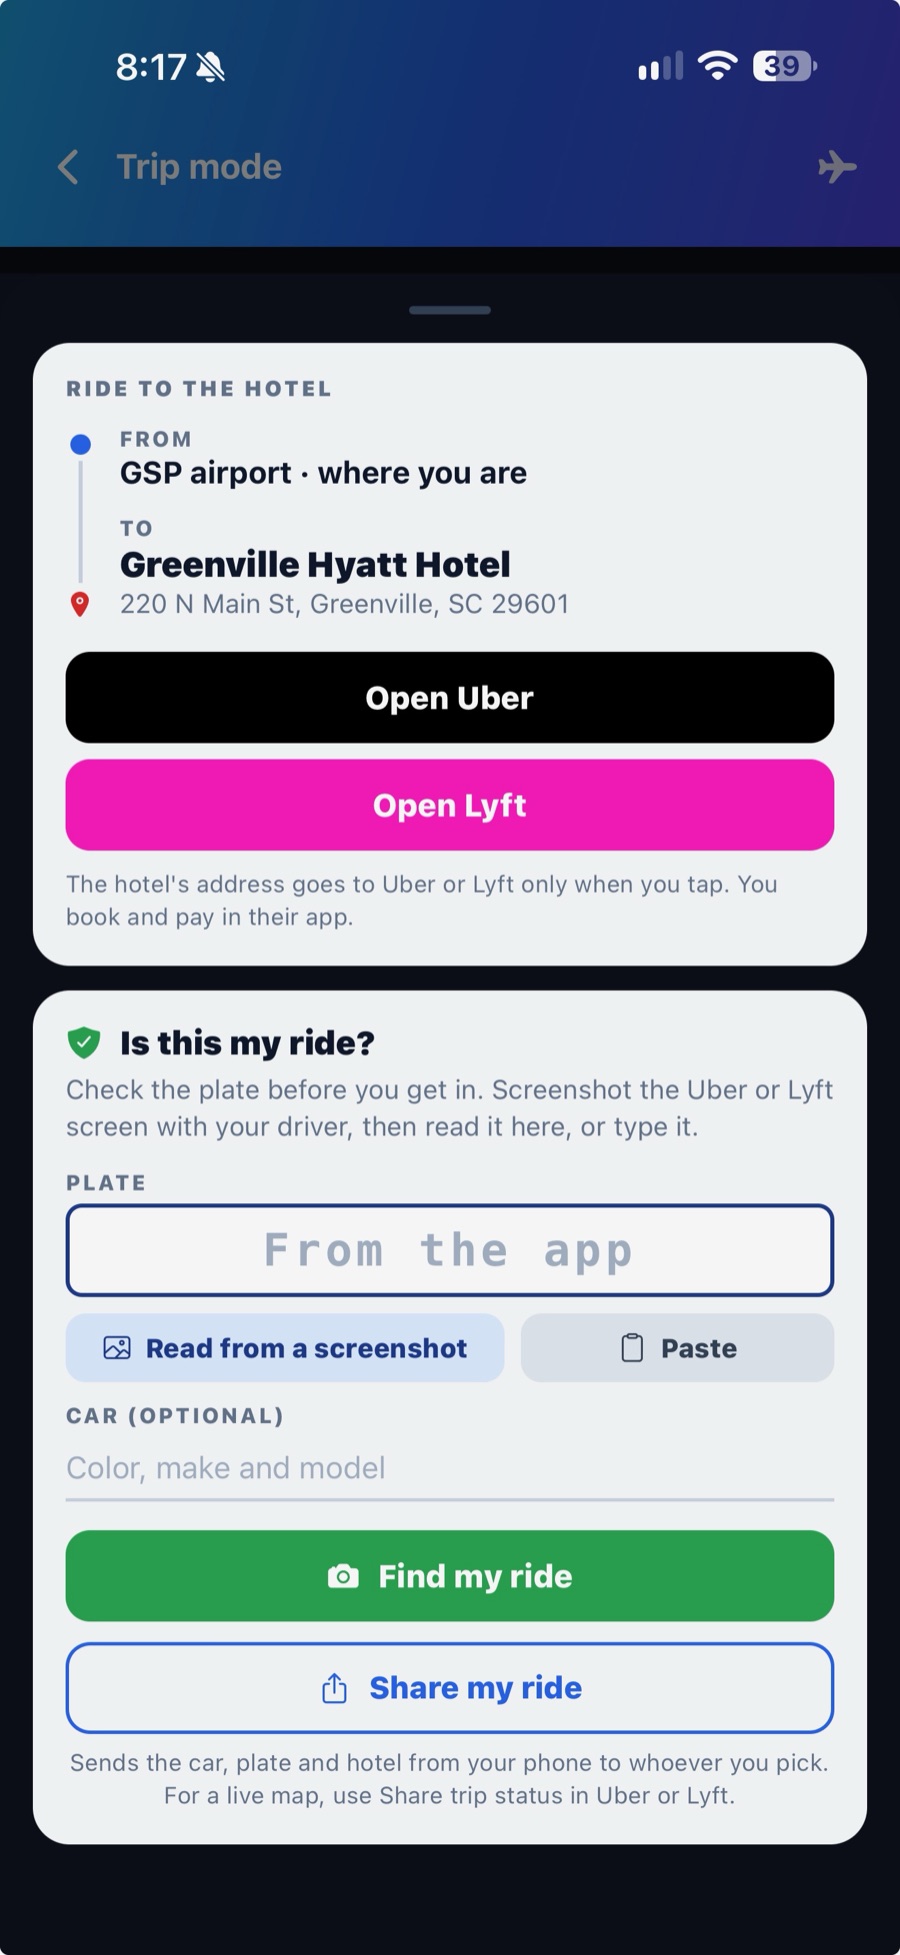 8:17
39
Trip mode
RIDE TO THE HOTEL
FROM
GSP airport · where you are
TO
Greenville Hyatt Hotel
220 N Main St, Greenville, SC 29601
Open Uber
Open Lyft
The hotel's address goes to Uber or Lyft only when you tap. You
book and pay in their app.
Is this my ride?
Check the plate before you get in. Screenshot the Uber or Lyft
screen with your driver, then read it here, or type it.
PLATE
From the app
Read from a screenshot
Paste
CAR (OPTIONAL)
Color, make and model
Find my ride
Share my ride
Sends the car, plate and hotel from your phone to whoever you pick.
For a live map, use Share trip status in Uber or Lyft.